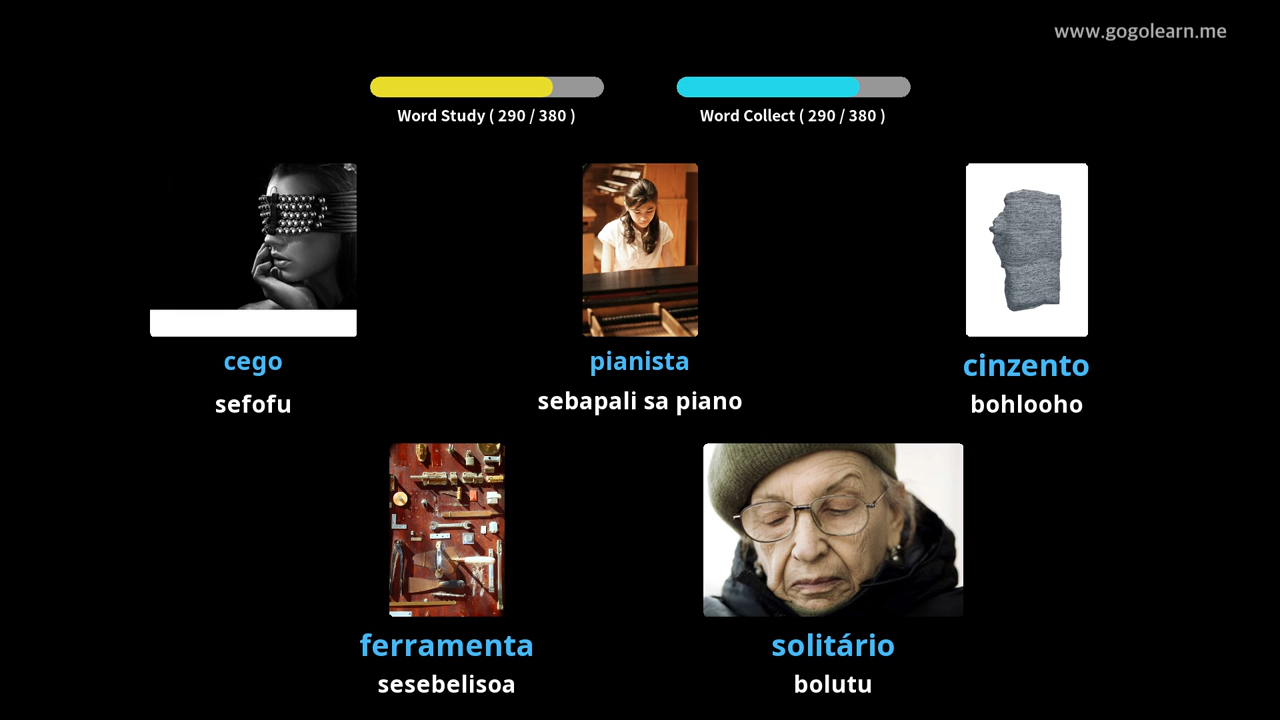 www.gogolearn.me
Word Study ( 290 / 380 )
Word Collect ( 290 / 380 )
cego
sefofu
pianista
sebapali sa piano
cinzento
bohlooho
ferramenta
sesebelisoa
solitário
bolutu